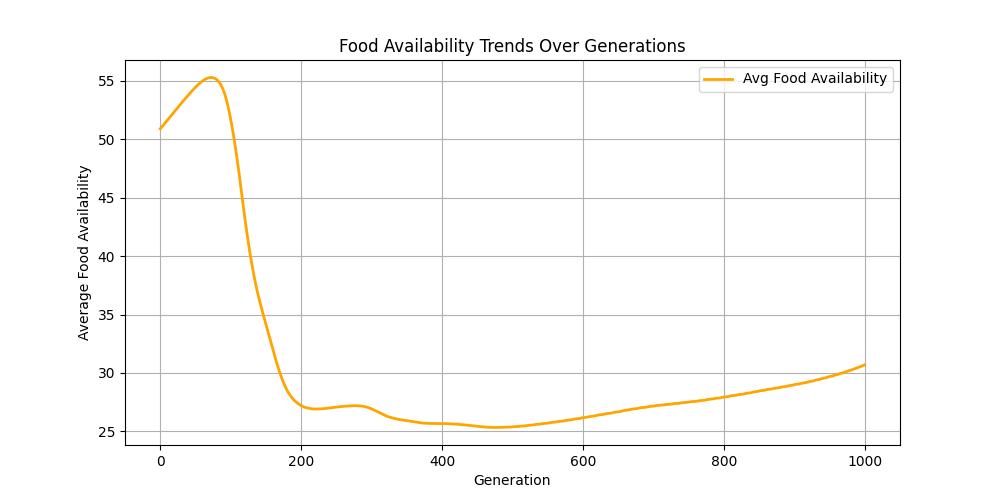 Food Availability Trends Over Generations
Avg Food Availability
Average Food Availability
55
50
45
40
35
30
25
0 200 400 600 800 1000
Generation